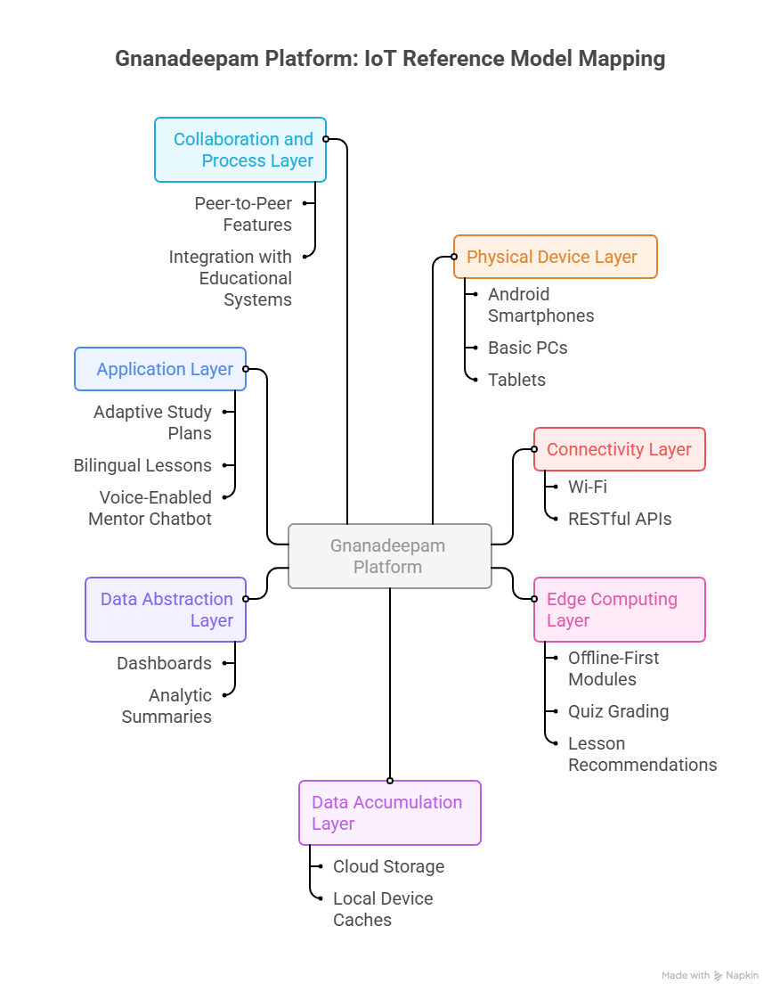 Gnanadeepam Platform: IoT Reference Model Mapping
Collaboration and
Process Layer
Peer-to-Peer
Features
Integration with
Educational
Systems
Physical Device Layer
Android
Smartphones
Basic PCs
Tablets
Application Layer
Adaptive Study
Plans
Bilingual Lessons
Voice-Enabled
Mentor Chatbot
Connectivity Layer
Wi-Fi
RESTful APIs
Gnanadeepam
Platform
Data Abstraction
Layer
Dashboards
Analytic
Summaries
Edge Computing
Layer
Offline-First
Modules
Quiz Grading
Lesson
Recommendations
Data Accumulation
Layer
Cloud Storage
Local Device
Caches
Made with Napkin